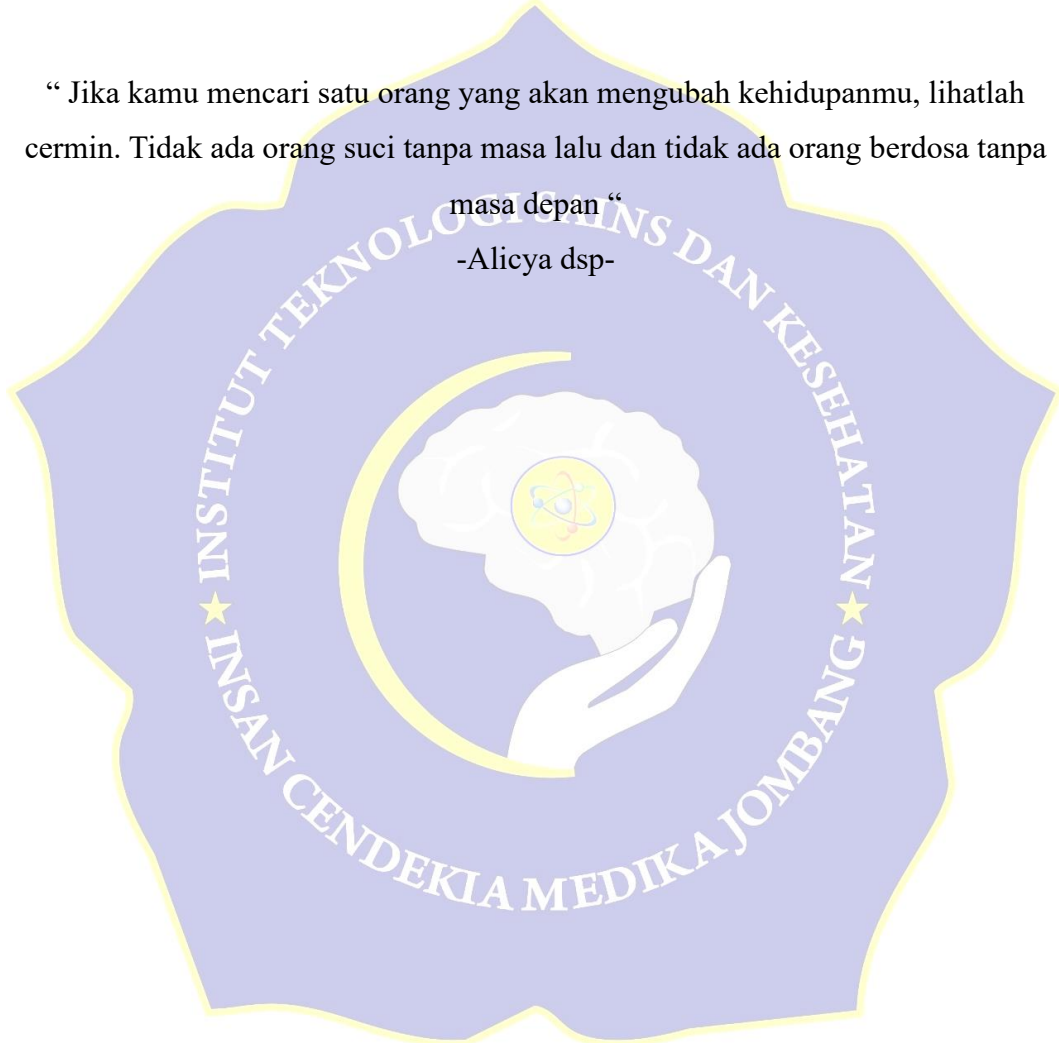 “ Jika kamu mencari satu orang yang akan mengubah kehidupanmu, lihatlah
cermin. Tidak ada orang suci tanpa masa lalu dan tidak ada orang berdosa tanpa
masa depan “
-Alicya dsp-
INSTITUT TEKNOLOGI SAINS DAN KESEHATAN
INSAN CENDEKIA MEDIKA JOMBANG